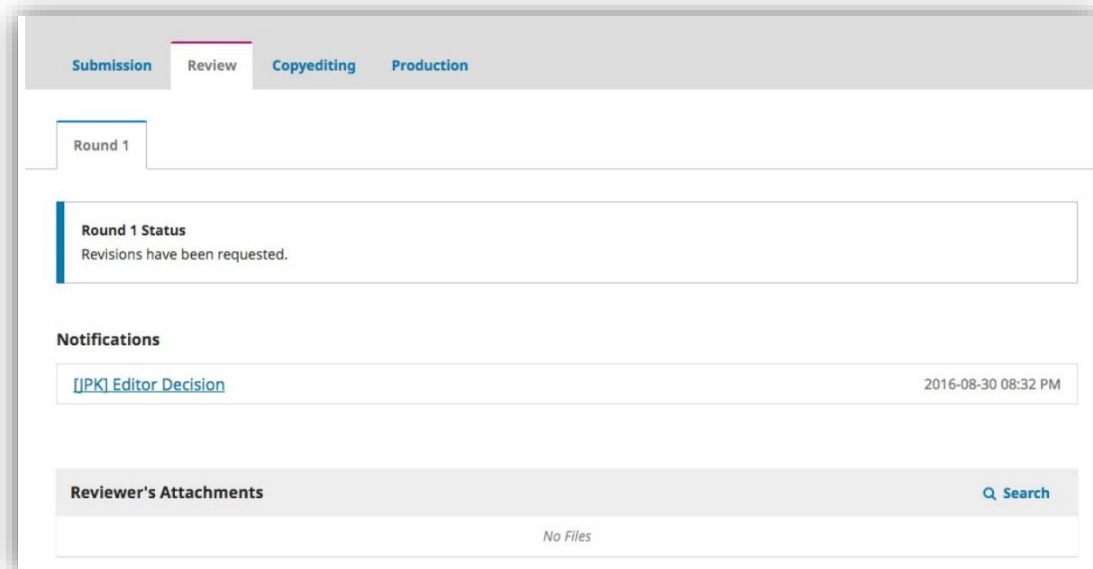 Submission Review Copyediting Production
Round 1
Round 1 Status
Revisions have been requested.
Notifications
[JPK] Editor Decision 2016-08-30 08:32 PM
Reviewer's Attachments Search
No Files